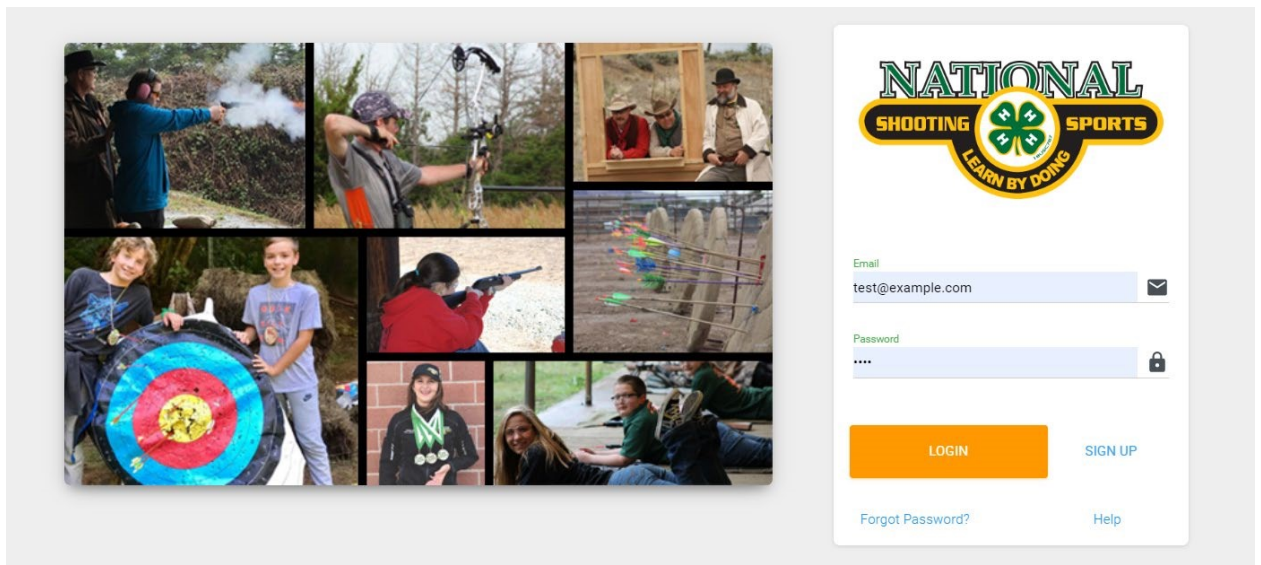 NATIONAL
SHOOTING SPORTS
LEARN BY DOING
H H
H H
Email
test@example.com
Password
••••
LOGIN
SIGN UP
Forgot Password?
Help